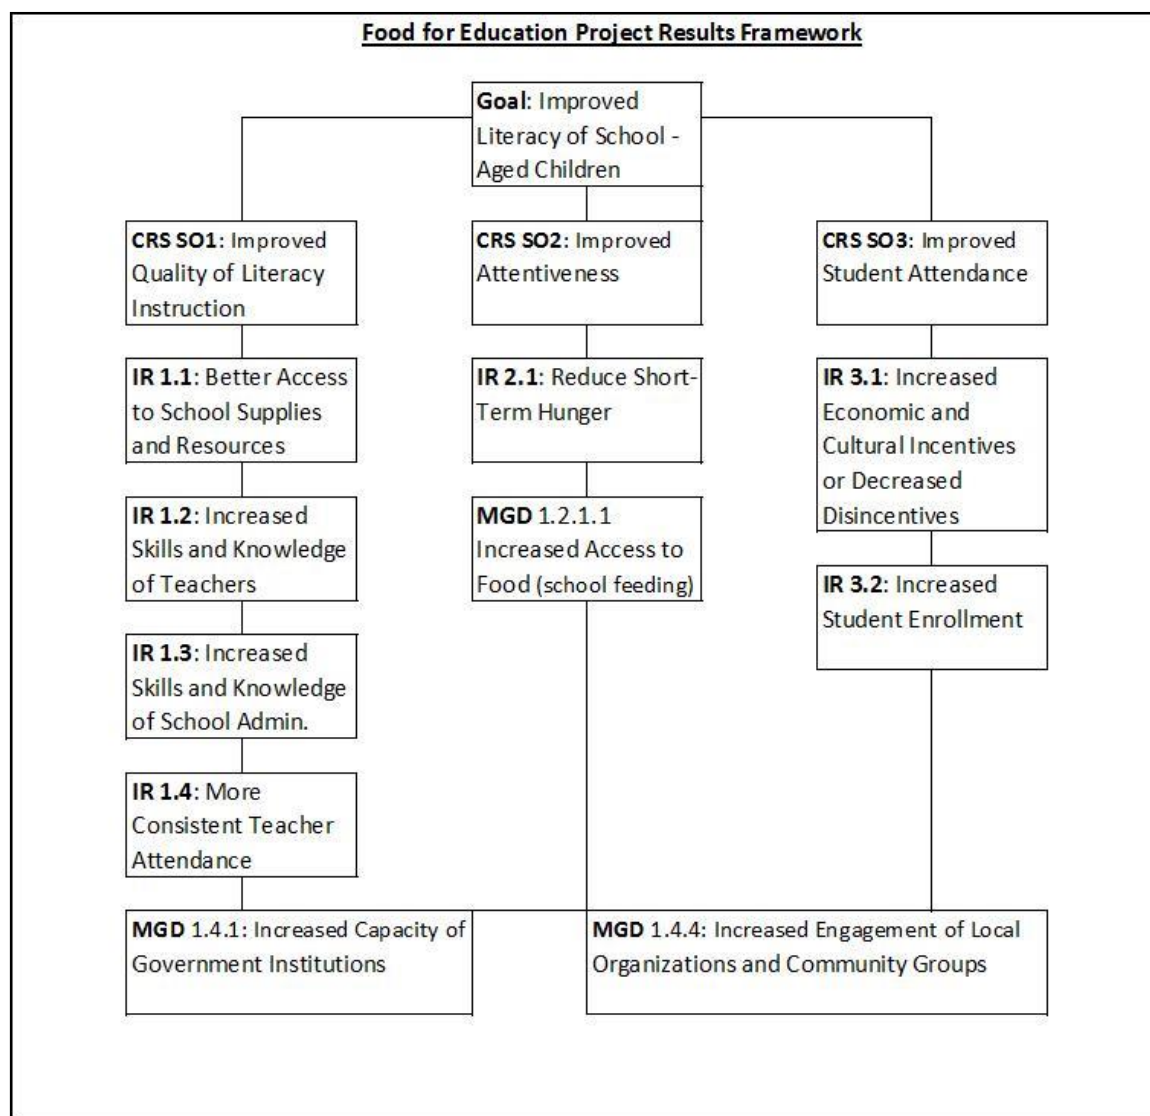 Food for Education Project Results Framework
Goal: Improved
Literacy of School -
Aged Children
CRS SO1: Improved
Quality of Literacy
Instruction
CRS SO2: Improved
Attentiveness
CRS SO3: Improved
Student Attendance
IR 1.1: Better Access
to School Supplies
and Resources
IR 2.1: Reduce Short-
Term Hunger
IR 3.1: Increased
Economic and
Cultural Incentives
or Decreased
Disincentives
IR 1.2: Increased
Skills and Knowledge
of Teachers
MGD 1.2.1.1
Increased Access to
Food (school feeding)
IR 3.2: Increased
Student Enrollment
IR 1.3: Increased
Skills and Knowledge
of School Admin.
IR 1.4: More
Consistent Teacher
Attendance
MGD 1.4.1: Increased Capacity of
Government Institutions
MGD 1.4.4: Increased Engagement of Local
Organizations and Community Groups